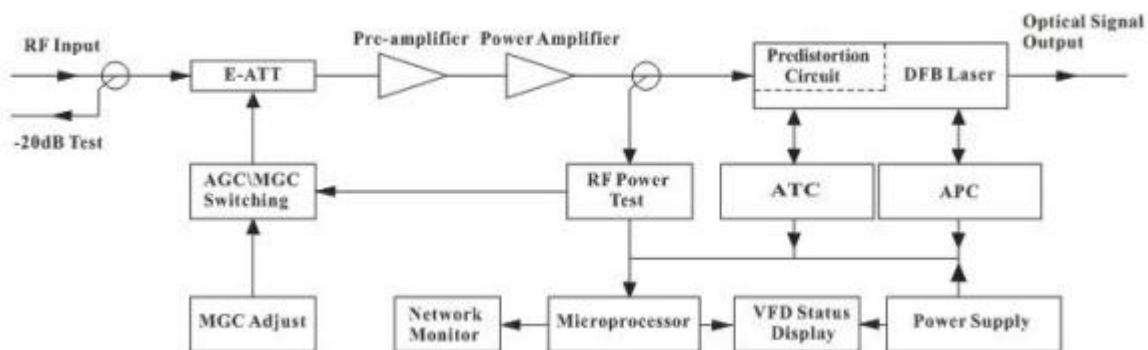 RF Input
-20dB Test
E-ATT
Pre-amplifier
Power Amplifier
Predistortion
Circuit
DFB Laser
Optical Signal
Output
AGC\MGC
Switching
RF Power
Test
ATC
APC
MGC Adjust
Network
Monitor
Microprocessor
VFD Status
Display
Power Supply